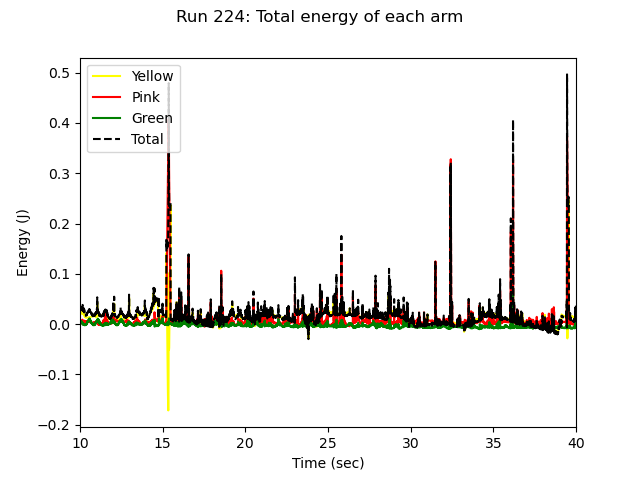 Run 224: Total energy of each arm
Yellow
Pink
Green
Total
Energy (J)
0.5
0.4
0.3
0.2
0.1
0.0
−0.1
−0.2
10 15 20 25 30 35 40
Time (sec)